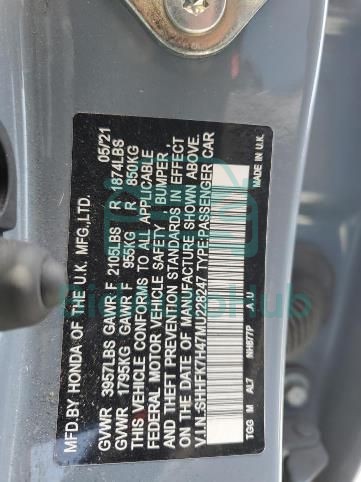 MFD.BY HONDA OF THE U.K. MFG.,LTD. 05/21
GVWR 3957LBS GAWR F 2105LBS R 1874LBS
GVWR 1795KG GAWR F 955KG R 850KG
THIS VEHICLE CONFORMS TO ALL APPLICABLE
FEDERAL MOTOR VEHICLE SAFETY BUMPER, AND
THEFT PREVENTION STANDARDS IN EFFECT ON
THE DATE OF MANUFACTURE SHOWN ABOVE.
V.I.N.:SHHFK7H47MU228247 TYPE:PASSENGER CAR
TGG M ALT NH877P A U MADE IN U.K.